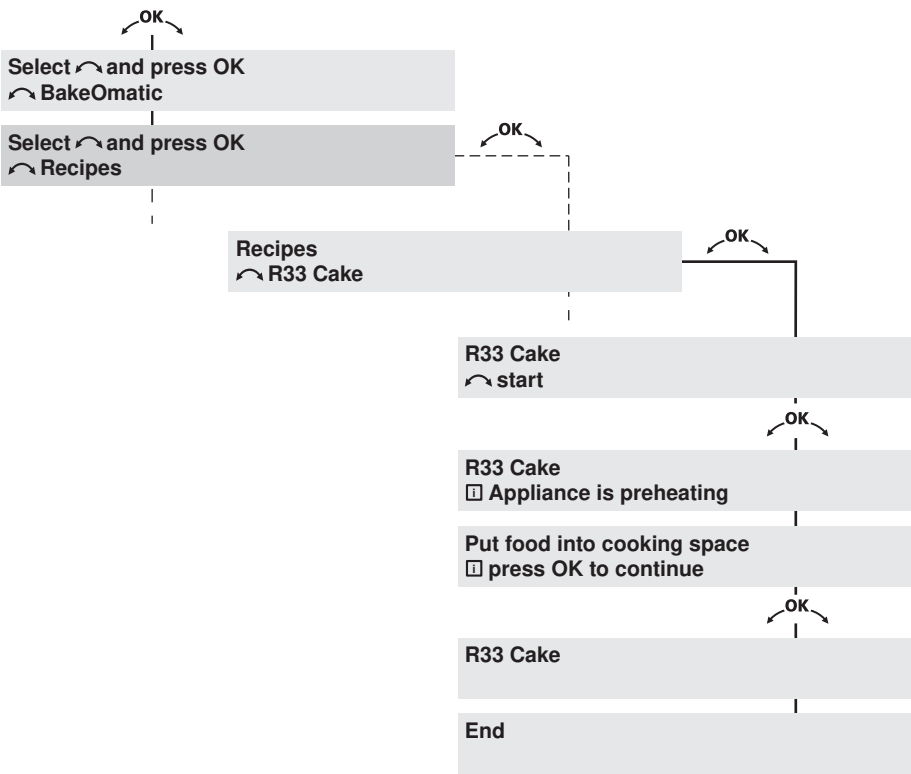 OK
Select and press OK
BakeOmatic
Select and press OK
Recipes
OK
Recipes
R33 Cake
OK
R33 Cake
start
OK
R33 Cake
i Appliance is preheating
Put food into cooking space
i press OK to continue
OK
R33 Cake
End